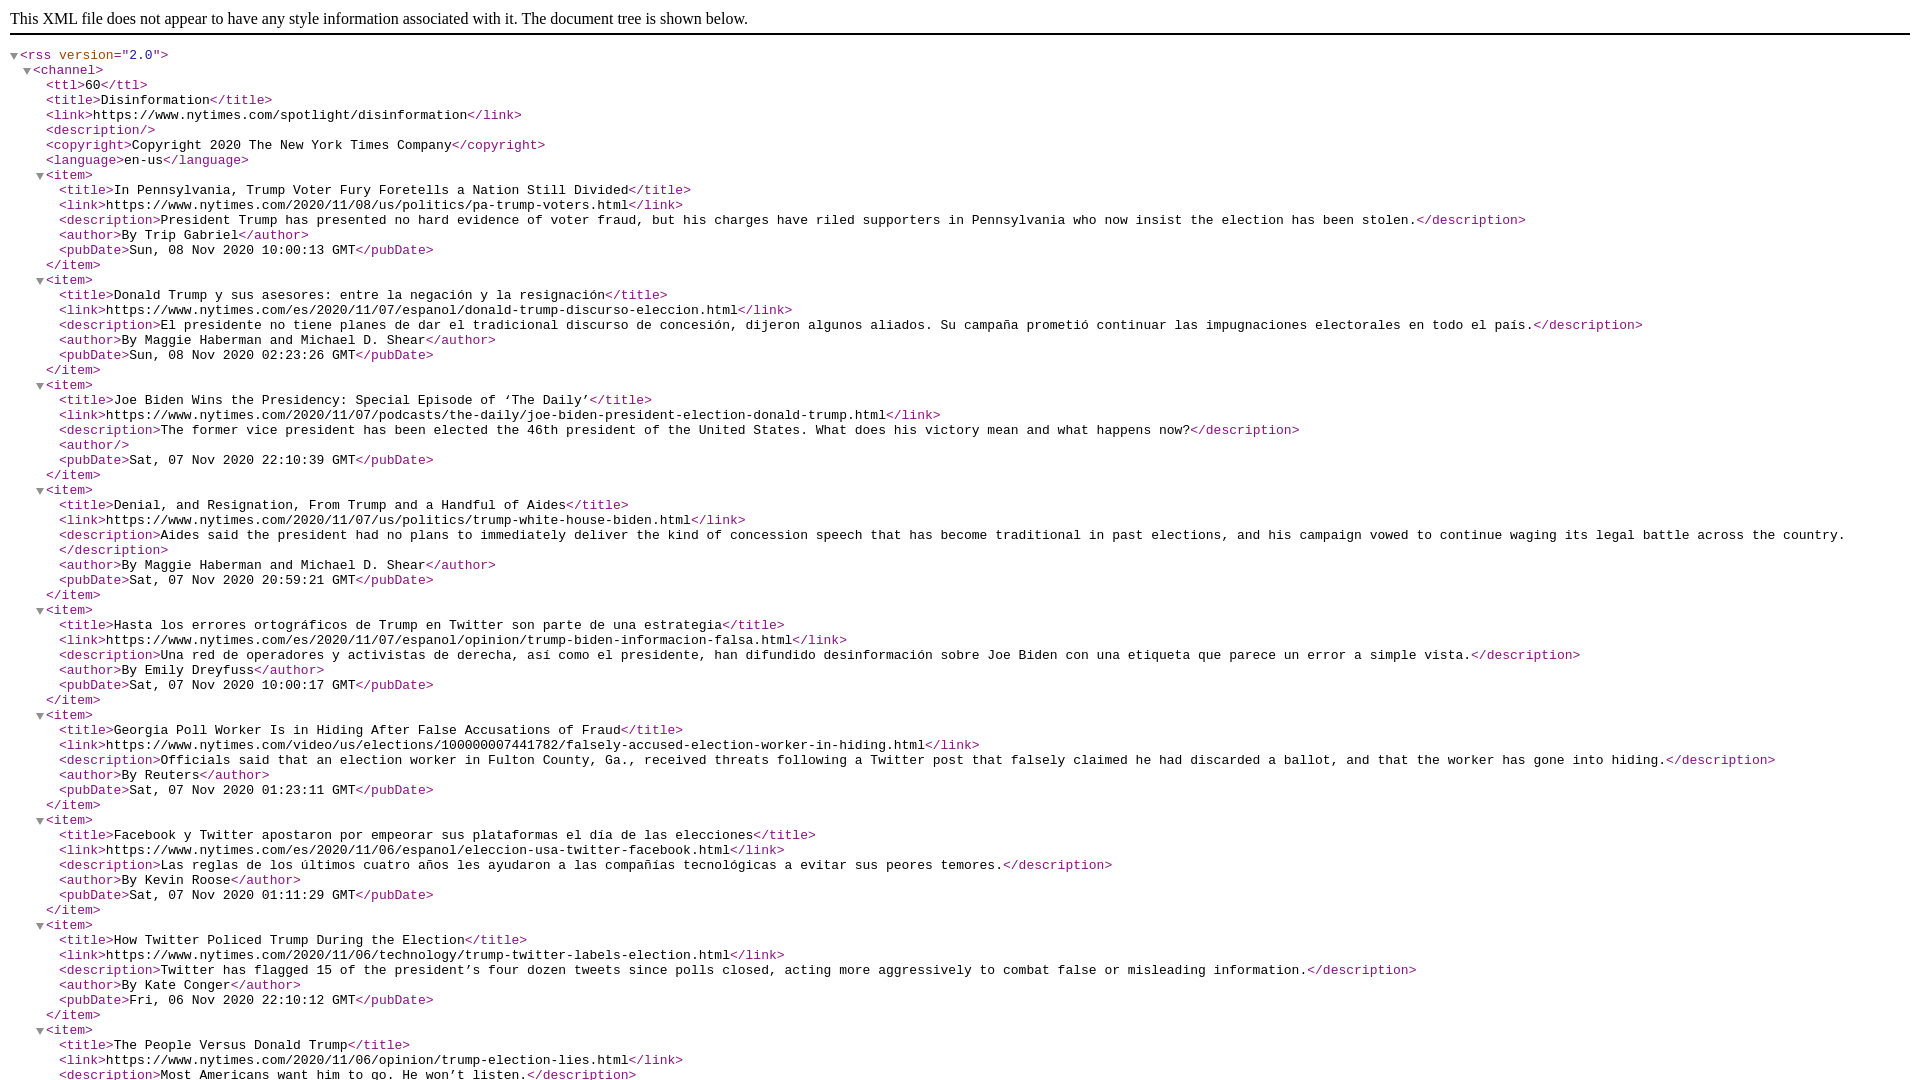 This XML file does not appear to have any style information associated with it. The document tree is shown below.
<rss version="2.0">
<channel>
<ttl>60</ttl>
<title>Disinformation</title>
<link>https://www.nytimes.com/spotlight/disinformation</link>
<description/>
<copyright>Copyright 2020 The New York Times Company</copyright>
<language>en-us</language>
<item>
<title>In Pennsylvania, Trump Voter Fury Foretells a Nation Still Divided</title>
<link>https://www.nytimes.com/2020/11/08/us/politics/pa-trump-voters.html</link>
<description>President Trump has presented no hard evidence of voter fraud, but his charges have riled supporters in Pennsylvania who now insist the election has been stolen.</description>
<author>By Trip Gabriel</author>
<pubDate>Sun, 08 Nov 2020 10:00:13 GMT</pubDate>
</item>
<item>
<title>Donald Trump y sus asesores: entre la negación y la resignación</title>
<link>https://www.nytimes.com/es/2020/11/07/espanol/donald-trump-discurso-eleccion.html</link>
<description>El presidente no tiene planes de dar el tradicional discurso de concesión, dijeron algunos aliados. Su campaña prometió continuar las impugnaciones electorales en todo el país.</description>
<author>By Maggie Haberman and Michael D. Shear</author>
<pubDate>Sun, 08 Nov 2020 02:23:26 GMT</pubDate>
</item>
<item>
<title>Joe Biden Wins the Presidency: Special Episode of ‘The Daily’</title>
<link>https://www.nytimes.com/2020/11/07/podcasts/the-daily/joe-biden-president-election-donald-trump.html</link>
<description>The former vice president has been elected the 46th president of the United States. What does his victory mean and what happens now?</description>
<author/>
<pubDate>Sat, 07 Nov 2020 22:10:39 GMT</pubDate>
</item>
<item>
<title>Denial, and Resignation, From Trump and a Handful of Aides</title>
<link>https://www.nytimes.com/2020/11/07/us/politics/trump-white-house-biden.html</link>
<description>Aides said the president had no plans to immediately deliver the kind of concession speech that has become traditional in past elections, and his campaign vowed to continue waging its legal battle across the country.
</description>
<author>By Maggie Haberman and Michael D. Shear</author>
<pubDate>Sat, 07 Nov 2020 20:59:21 GMT</pubDate>
</item>
<item>
<title>Hasta los errores ortográficos de Trump en Twitter son parte de una estrategia</title>
<link>https://www.nytimes.com/es/2020/11/07/espanol/opinion/trump-biden-informacion-falsa.html</link>
<description>Una red de operadores y activistas de derecha, así como el presidente, han difundido desinformación sobre Joe Biden con una etiqueta que parece un error a simple vista.</description>
<author>By Emily Dreyfuss</author>
<pubDate>Sat, 07 Nov 2020 10:00:17 GMT</pubDate>
</item>
<item>
<title>Georgia Poll Worker Is in Hiding After False Accusations of Fraud</title>
<link>https://www.nytimes.com/video/us/elections/100000007441782/falsely-accused-election-worker-in-hiding.html</link>
<description>Officials said that an election worker in Fulton County, Ga., received threats following a Twitter post that falsely claimed he had discarded a ballot, and that the worker has gone into hiding.</description>
<author>By Reuters</author>
<pubDate>Sat, 07 Nov 2020 01:23:11 GMT</pubDate>
</item>
<item>
<title>Facebook y Twitter apostaron por empeorar sus plataformas el día de las elecciones</title>
<link>https://www.nytimes.com/es/2020/11/06/espanol/eleccion-usa-twitter-facebook.html</link>
<description>Las reglas de los últimos cuatro años les ayudaron a las compañías tecnológicas a evitar sus peores temores.</description>
<author>By Kevin Roose</author>
<pubDate>Sat, 07 Nov 2020 01:11:29 GMT</pubDate>
</item>
<item>
<title>How Twitter Policed Trump During the Election</title>
<link>https://www.nytimes.com/2020/11/06/technology/trump-twitter-labels-election.html</link>
<description>Twitter has flagged 15 of the president’s four dozen tweets since polls closed, acting more aggressively to combat false or misleading information.</description>
<author>By Kate Conger</author>
<pubDate>Fri, 06 Nov 2020 22:10:12 GMT</pubDate>
</item>
<item>
<title>The People Versus Donald Trump</title>
<link>https://www.nytimes.com/2020/11/06/opinion/trump-election-lies.html</link>
<description>Most Americans want him to go. He won’t listen.</description>